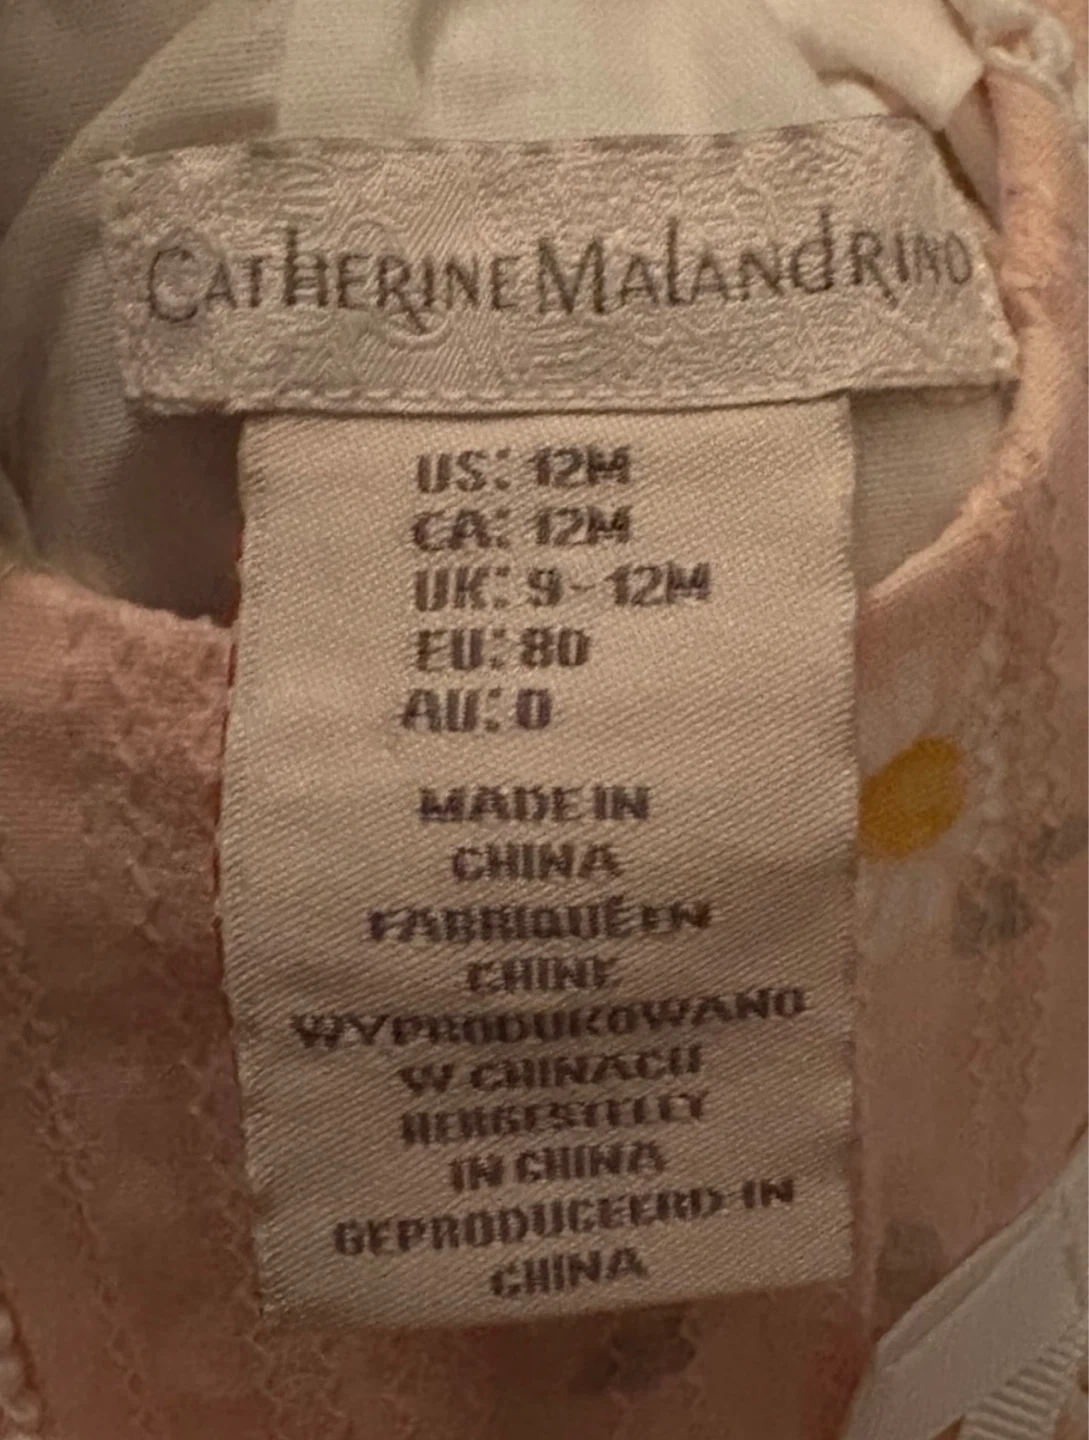 CATHERINE MALANDRINO
US: 12M
CA: 12M
UK: 9-12M
EU: 80
AU: 0
MADE IN
CHINA
FABRIQUÉ EN
CHINE
WYPRODUKOWANO
W CHINACH
HERGESTELLT
IN CHINA
GEPRODUCEERD IN
CHINA